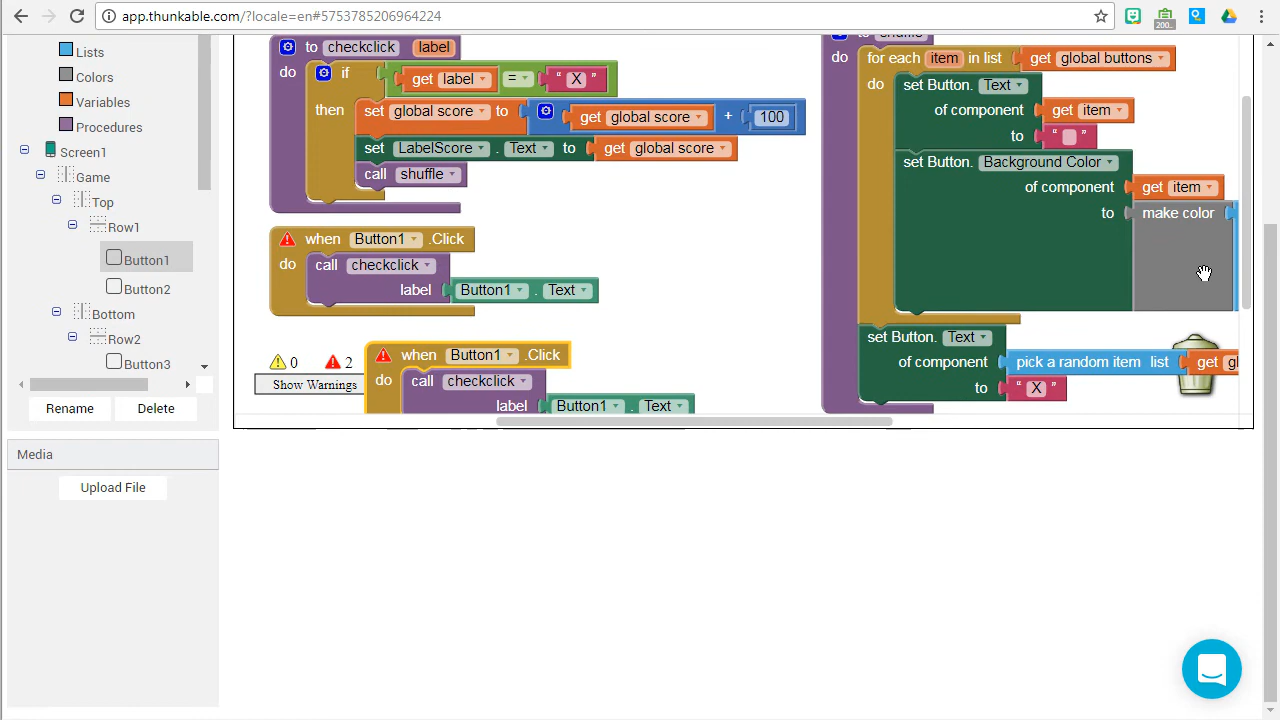 app.thunkable.com/?locale=en#5753785206964224
200..
Lists
Colors
Variables
Procedures
Screen1
Game
Top
Row1
Button1
Button2
Bottom
Row2
Button3
Rename Delete
Media
Upload File
to checkclick label
do if get label = " X "
then set global score to get global score + 100
set LabelScore . Text to get global score
call shuffle
when Button1 .Click
do call checkclick
label Button1 . Text
0 2
Show Warnings
when Button1 .Click
do call checkclick
label Button1 . Text
do for each item in list get global buttons
do set Button. Text
of component get item
to " "
set Button. Background Color
of component get item
to make color
set Button. Text
of component pick a random item list get
to " X "